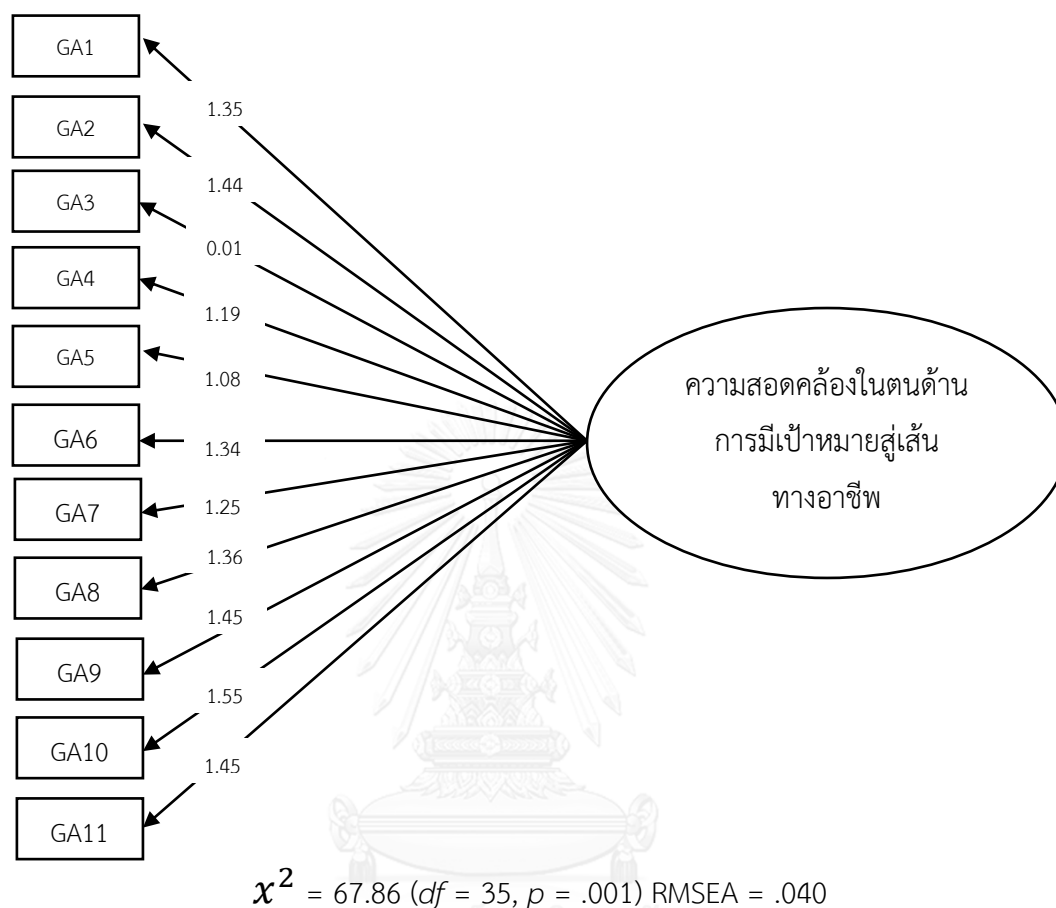 GA1
1.35
GA2
1.44
GA3
0.01
GA4
1.19
GA5
1.08
GA6
1.34
GA7
1.25
GA8
1.36
GA9
1.45
GA10
1.55
GA11
1.45
ความสอดคล้องในตนด้าน
การมีเป้าหมายสู่เส้น
ทางอาชีพ
χ² = 67.86 (df = 35, p = .001) RMSEA = .040